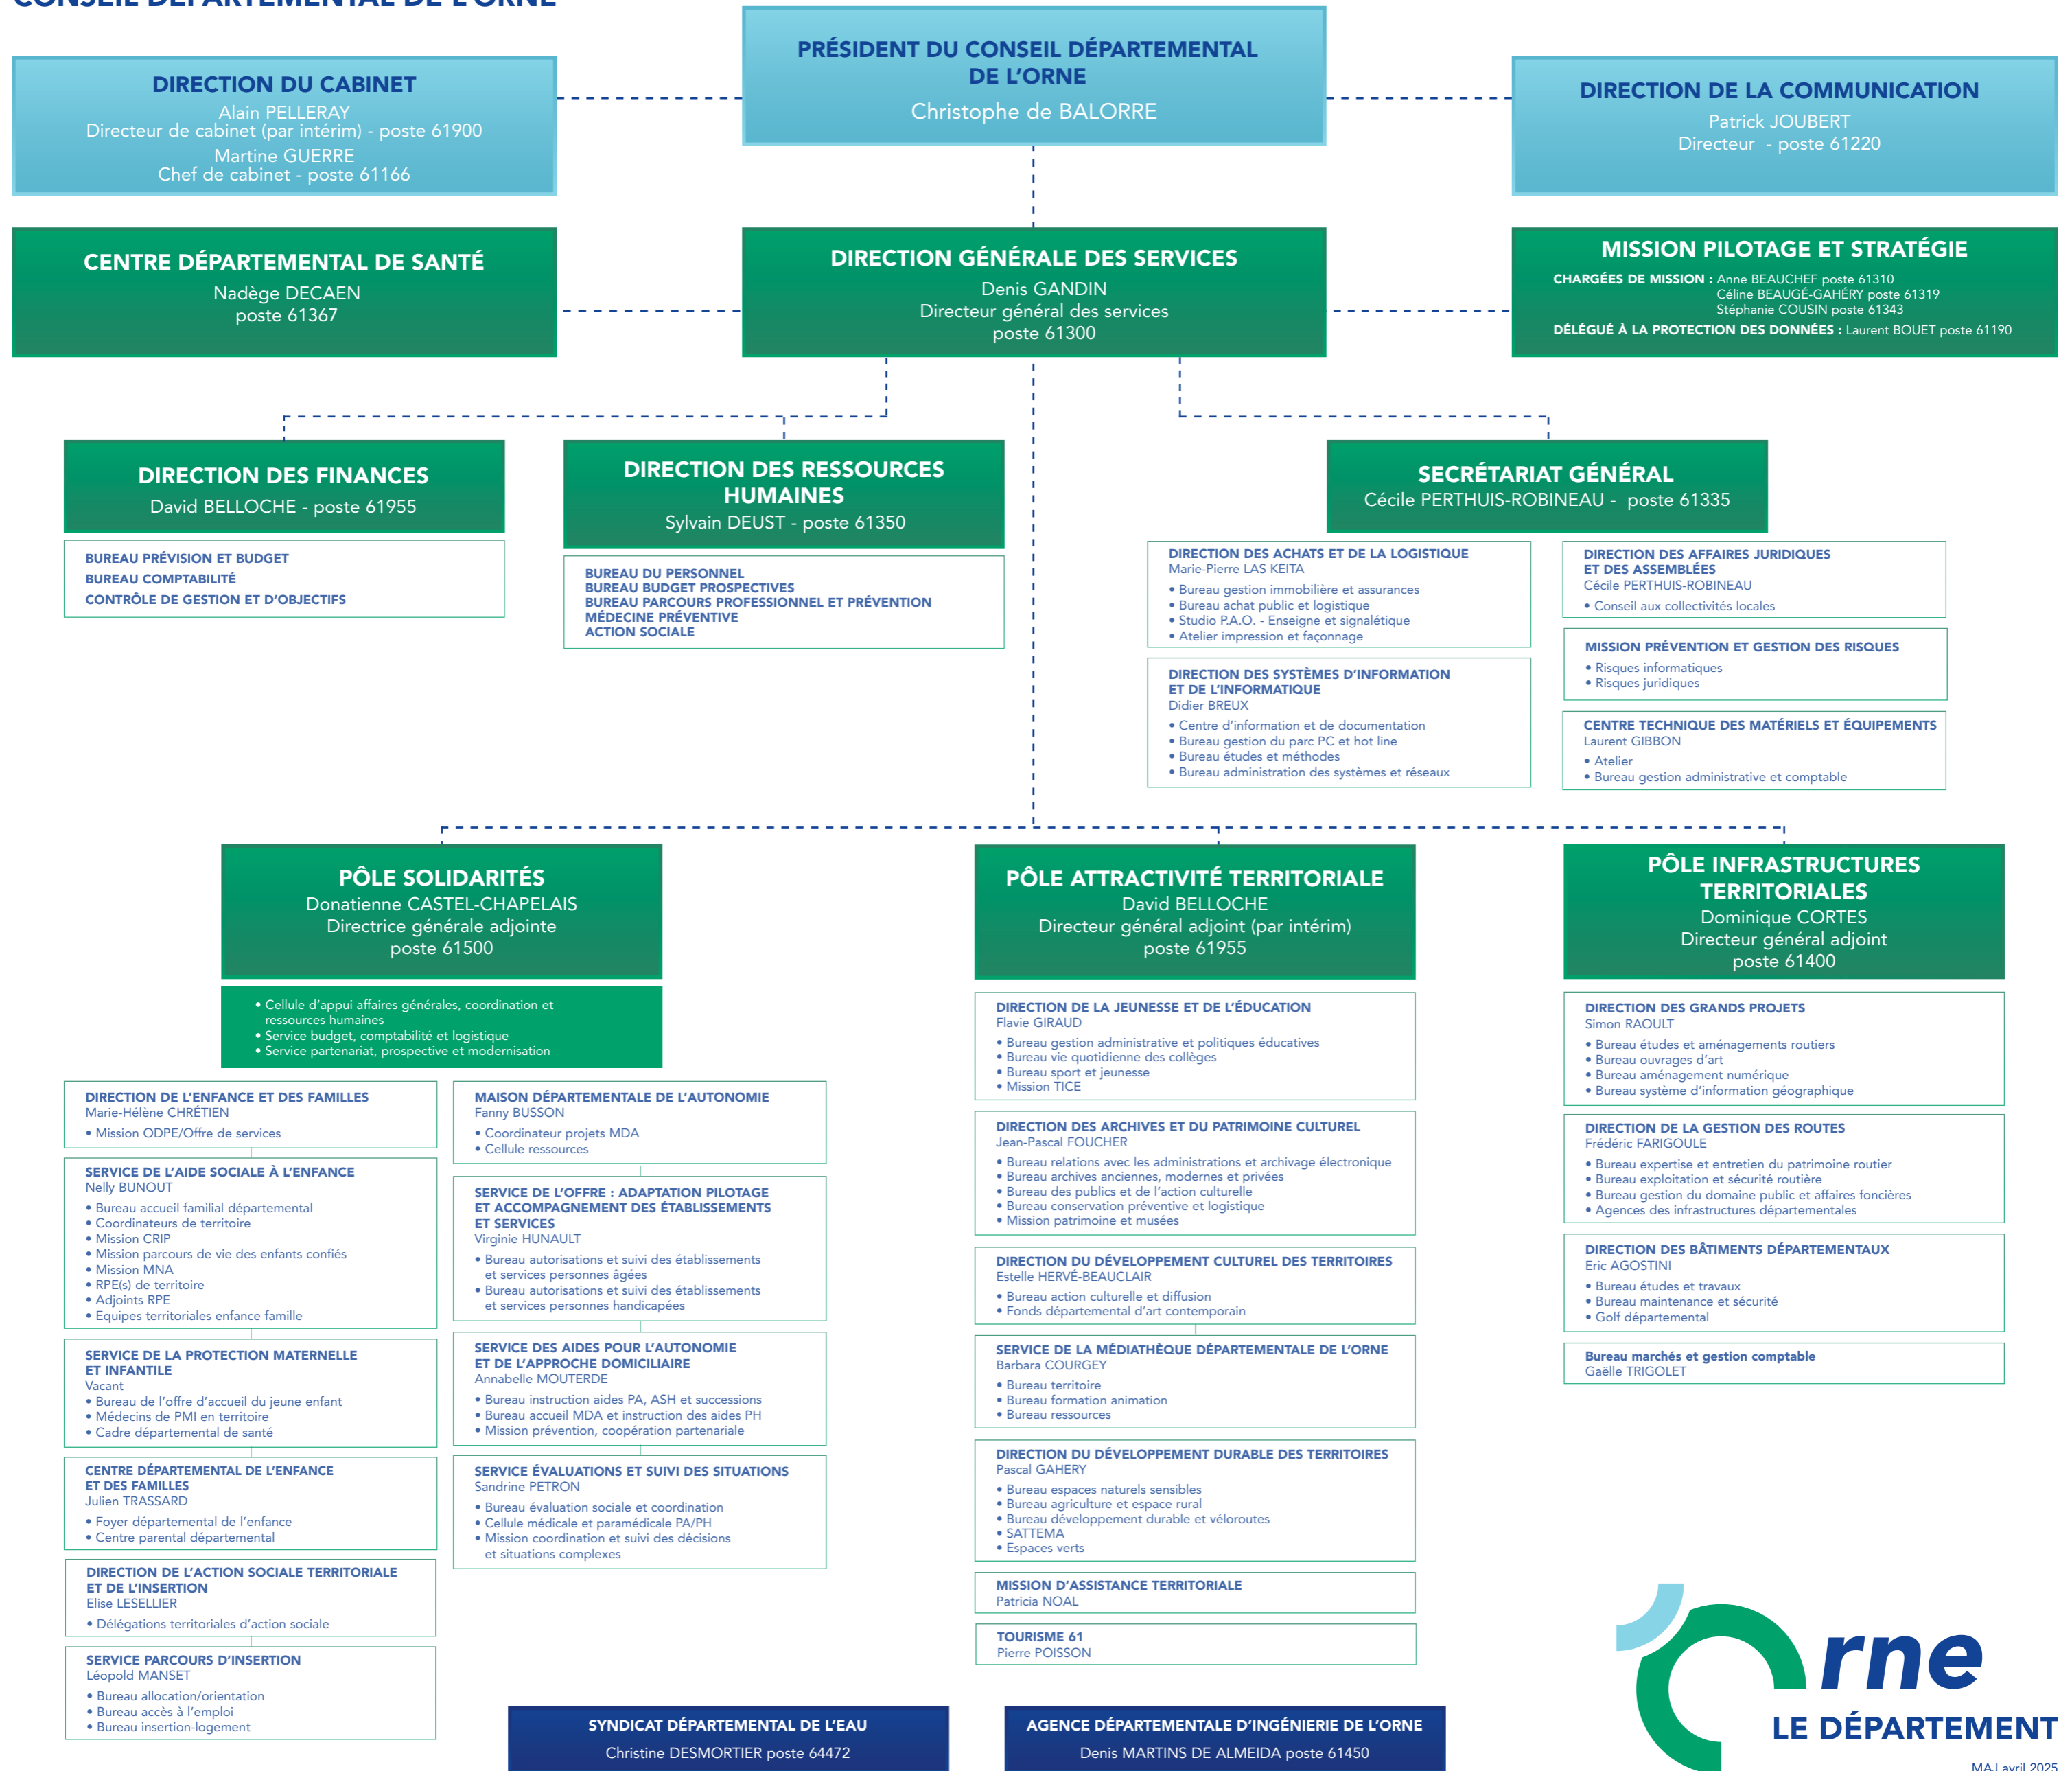 CONSEIL DÉPARTEMENTAL DE L'ORNE
PRÉSIDENT DU CONSEIL DÉPARTEMENTAL
DE L'ORNE
Christophe de BALORRE
DIRECTION DU CABINET
Alain PELLERAY
Directeur de cabinet (par intérim) - poste 61900
Martine GUERRE
Chef de cabinet - poste 61166
DIRECTION DE LA COMMUNICATION
Patrick JOUBERT
Directeur - poste 61220
CENTRE DÉPARTEMENTAL DE SANTÉ
Nadège DECAEN
poste 61367
DIRECTION GÉNÉRALE DES SERVICES
Denis GANDIN
Directeur général des services
poste 61300
MISSION PILOTAGE ET STRATÉGIE
CHARGÉES DE MISSION : Anne BEAUCHEF poste 61310
Céline BEAUGÉ-GAHÉRY poste 61319
Stéphanie COUSIN poste 61343
DÉLÉGUÉ À LA PROTECTION DES DONNÉES : Laurent BOUET poste 61190
DIRECTION DES FINANCES
David BELLOCHE - poste 61955
BUREAU PRÉVISION ET BUDGET
BUREAU COMPTABILITÉ
CONTRÔLE DE GESTION ET D'OBJECTIFS
DIRECTION DES RESSOURCES
HUMAINES
Sylvain DEUST - poste 61350
BUREAU DU PERSONNEL
BUREAU BUDGET PROSPECTIVES
BUREAU PARCOURS PROFESSIONNEL ET PRÉVENTION
MÉDECINE PRÉVENTIVE
ACTION SOCIALE
SECRÉTARIAT GÉNÉRAL
Cécile PERTHUIS-ROBINEAU - poste 61335
DIRECTION DES ACHATS ET DE LA LOGISTIQUE
Marie-Pierre LAS KEITA
• Bureau gestion immobilière et assurances
• Bureau achat public et logistique
• Studio P.A.O. - Enseigne et signalétique
• Atelier impression et façonnage
DIRECTION DES SYSTÈMES D'INFORMATION
ET DE L'INFORMATIQUE
Didier BREUX
• Centre d'information et de documentation
• Bureau gestion du parc PC et hot line
• Bureau études et méthodes
• Bureau administration des systèmes et réseaux
DIRECTION DES AFFAIRES JURIDIQUES
ET DES ASSEMBLÉES
Cécile PERTHUIS-ROBINEAU
• Conseil aux collectivités locales
MISSION PRÉVENTION ET GESTION DES RISQUES
• Risques informatiques
• Risques juridiques
CENTRE TECHNIQUE DES MATÉRIELS ET ÉQUIPEMENTS
Laurent GIBBON
• Atelier
• Bureau gestion administrative et comptable
PÔLE SOLIDARITÉS
Donatienne CASTEL-CHAPELAIS
Directrice générale adjointe
poste 61500
• Cellule d'appui affaires générales, coordination et
ressources humaines
• Service budget, comptabilité et logistique
• Service partenariat, prospective et modernisation
DIRECTION DE L'ENFANCE ET DES FAMILLES
Marie-Hélène CHRÉTIEN
• Mission ODPE/Offre de services
SERVICE DE L'AIDE SOCIALE À L'ENFANCE
Nelly BUNOUT
• Bureau accueil familial départemental
• Coordinateurs de territoire
• Mission CRIP
• Mission parcours de vie des enfants confiés
• Mission MNA
• RPE(s) de territoire
• Adjoints RPE
• Equipes territoriales enfance famille
SERVICE DE LA PROTECTION MATERNELLE
ET INFANTILE
Vacant
• Bureau de l'offre d'accueil du jeune enfant
• Médecins de PMI en territoire
• Cadre départemental de santé
CENTRE DÉPARTEMENTAL DE L'ENFANCE
ET DES FAMILLES
Julien TRASSARD
• Foyer départemental de l'enfance
• Centre parental départemental
DIRECTION DE L'ACTION SOCIALE TERRITORIALE
ET DE L'INSERTION
Elise LESELLIER
• Délégations territoriales d'action sociale
SERVICE PARCOURS D'INSERTION
Léopold MANSET
• Bureau allocation/orientation
• Bureau accès à l'emploi
• Bureau insertion-logement
MAISON DÉPARTEMENTALE DE L'AUTONOMIE
Fanny BUSSON
• Coordinateur projets MDA
• Cellule ressources
SERVICE DE L'OFFRE : ADAPTATION PILOTAGE
ET ACCOMPAGNEMENT DES ÉTABLISSEMENTS
ET SERVICES
Virginie HUNAULT
• Bureau autorisations et suivi des établissements
et services personnes âgées
• Bureau autorisations et suivi des établissements
et services personnes handicapées
SERVICE DES AIDES POUR L'AUTONOMIE
ET DE L'APPROCHE DOMICILIAIRE
Annabelle MOUTERDE
• Bureau instruction aides PA, ASH et successions
• Bureau accueil MDA et instruction des aides PH
• Mission prévention, coopération partenariale
SERVICE ÉVALUATIONS ET SUIVI DES SITUATIONS
Sandrine PETRON
• Bureau évaluation sociale et coordination
• Cellule médicale et paramédicale PA/PH
• Mission coordination et suivi des décisions
et situations complexes
PÔLE ATTRACTIVITÉ TERRITORIALE
David BELLOCHE
Directeur général adjoint (par intérim)
poste 61955
DIRECTION DE LA JEUNESSE ET DE L'ÉDUCATION
Flavie GIRAUD
• Bureau gestion administrative et politiques éducatives
• Bureau vie quotidienne des collèges
• Bureau sport et jeunesse
• Mission TICE
DIRECTION DES ARCHIVES ET DU PATRIMOINE CULTUREL
Jean-Pascal FOUCHER
• Bureau relations avec les administrations et archivage électronique
• Bureau archives anciennes, modernes et privées
• Bureau des publics et de l'action culturelle
• Bureau conservation préventive et logistique
• Mission patrimoine et musées
DIRECTION DU DÉVELOPPEMENT CULTUREL DES TERRITOIRES
Estelle HERVÉ-BEAUCLAIR
• Bureau action culturelle et diffusion
• Fonds départemental d'art contemporain
SERVICE DE LA MÉDIATHÈQUE DÉPARTEMENTALE DE L'ORNE
Barbara COURGEY
• Bureau territoire
• Bureau formation animation
• Bureau ressources
DIRECTION DU DÉVELOPPEMENT DURABLE DES TERRITOIRES
Pascal GAHERY
• Bureau espaces naturels sensibles
• Bureau agriculture et espace rural
• Bureau développement durable et véloroutes
• SATTEMA
• Espaces verts
MISSION D'ASSISTANCE TERRITORIALE
Patricia NOAL
TOURISME 61
Pierre POISSON
PÔLE INFRASTRUCTURES
TERRITORIALES
Dominique CORTES
Directeur général adjoint
poste 61400
DIRECTION DES GRANDS PROJETS
Simon RAOULT
• Bureau études et aménagements routiers
• Bureau ouvrages d'art
• Bureau aménagement numérique
• Bureau système d'information géographique
DIRECTION DE LA GESTION DES ROUTES
Frédéric FARIGOULE
• Bureau expertise et entretien du patrimoine routier
• Bureau exploitation et sécurité routière
• Bureau gestion du domaine public et affaires foncières
• Agences des infrastructures départementales
DIRECTION DES BÂTIMENTS DÉPARTEMENTAUX
Eric AGOSTINI
• Bureau études et travaux
• Bureau maintenance et sécurité
• Golf départemental
Bureau marchés et gestion comptable
Gaëlle TRIGOLET
SYNDICAT DÉPARTEMENTAL DE L'EAU
Christine DESMORTIER poste 64472
AGENCE DÉPARTEMENTALE D'INGÉNIERIE DE L'ORNE
Denis MARTINS DE ALMEIDA poste 61450
Orne
LE DÉPARTEMENT
MAJ avril 2025